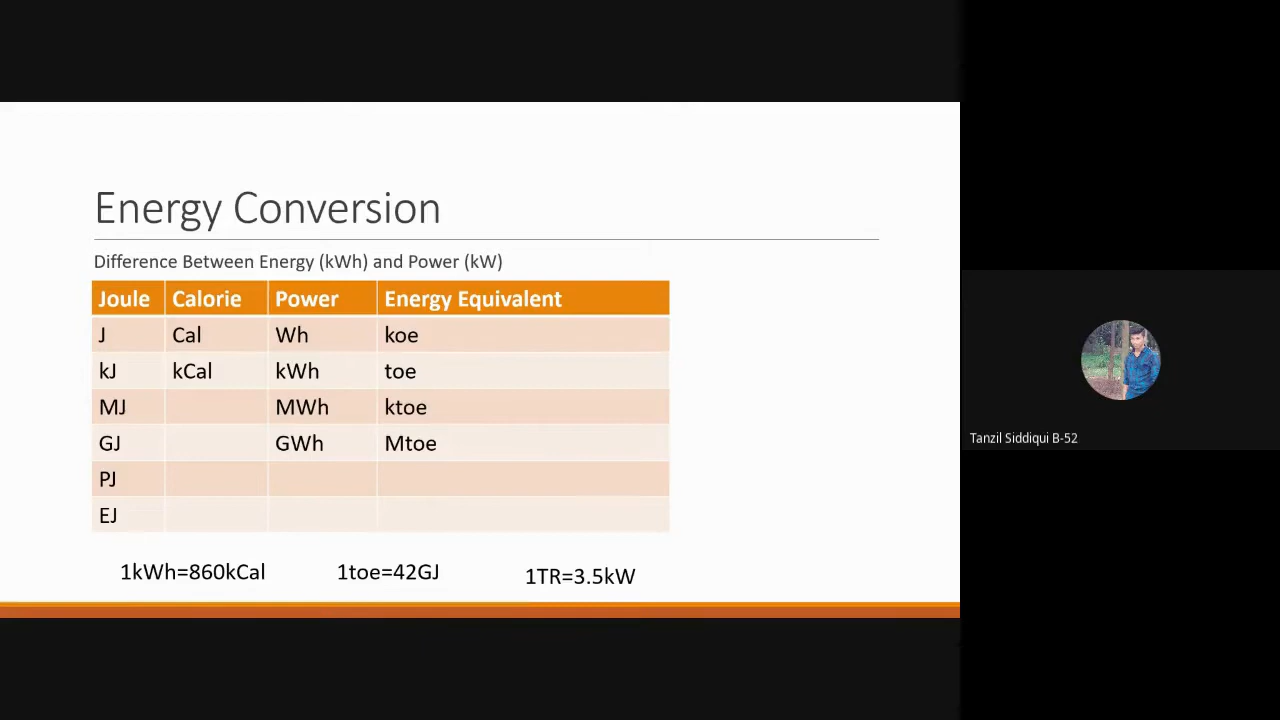 Energy Conversion
Difference Between Energy (kWh) and Power (kW)
Joule Calorie Power Energy Equivalent
J Cal Wh koe
kJ kCal kWh toe
MJ MWh ktoe
GJ GWh Mtoe
PJ
EJ
1kWh=860kCal 1toe=42GJ 1TR=3.5kW
Tanzil Siddiqui B-52